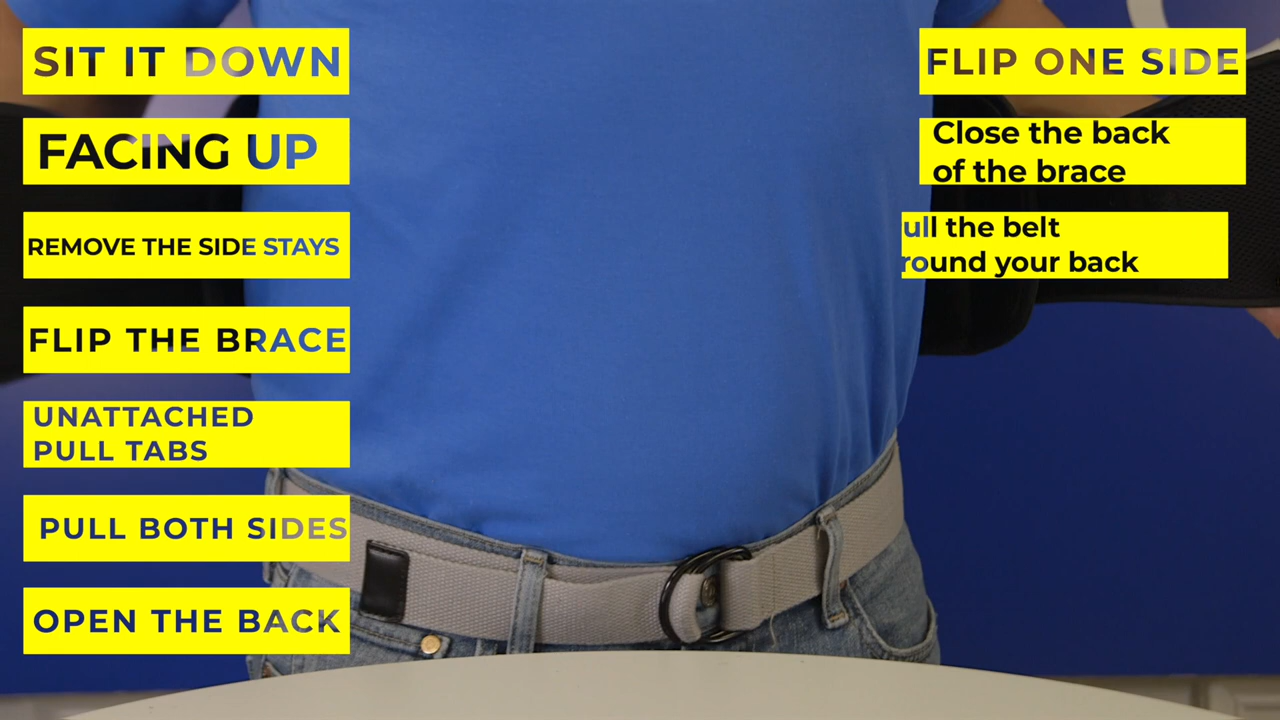 SIT IT DOWN
FACING UP
REMOVE THE SIDE STAYS
FLIP THE BRACE
UNATTACHED
PULL TABS
PULL BOTH SIDES
OPEN THE BACK
FLIP ONE SIDE
Close the back
of the brace
ull the belt
round your back